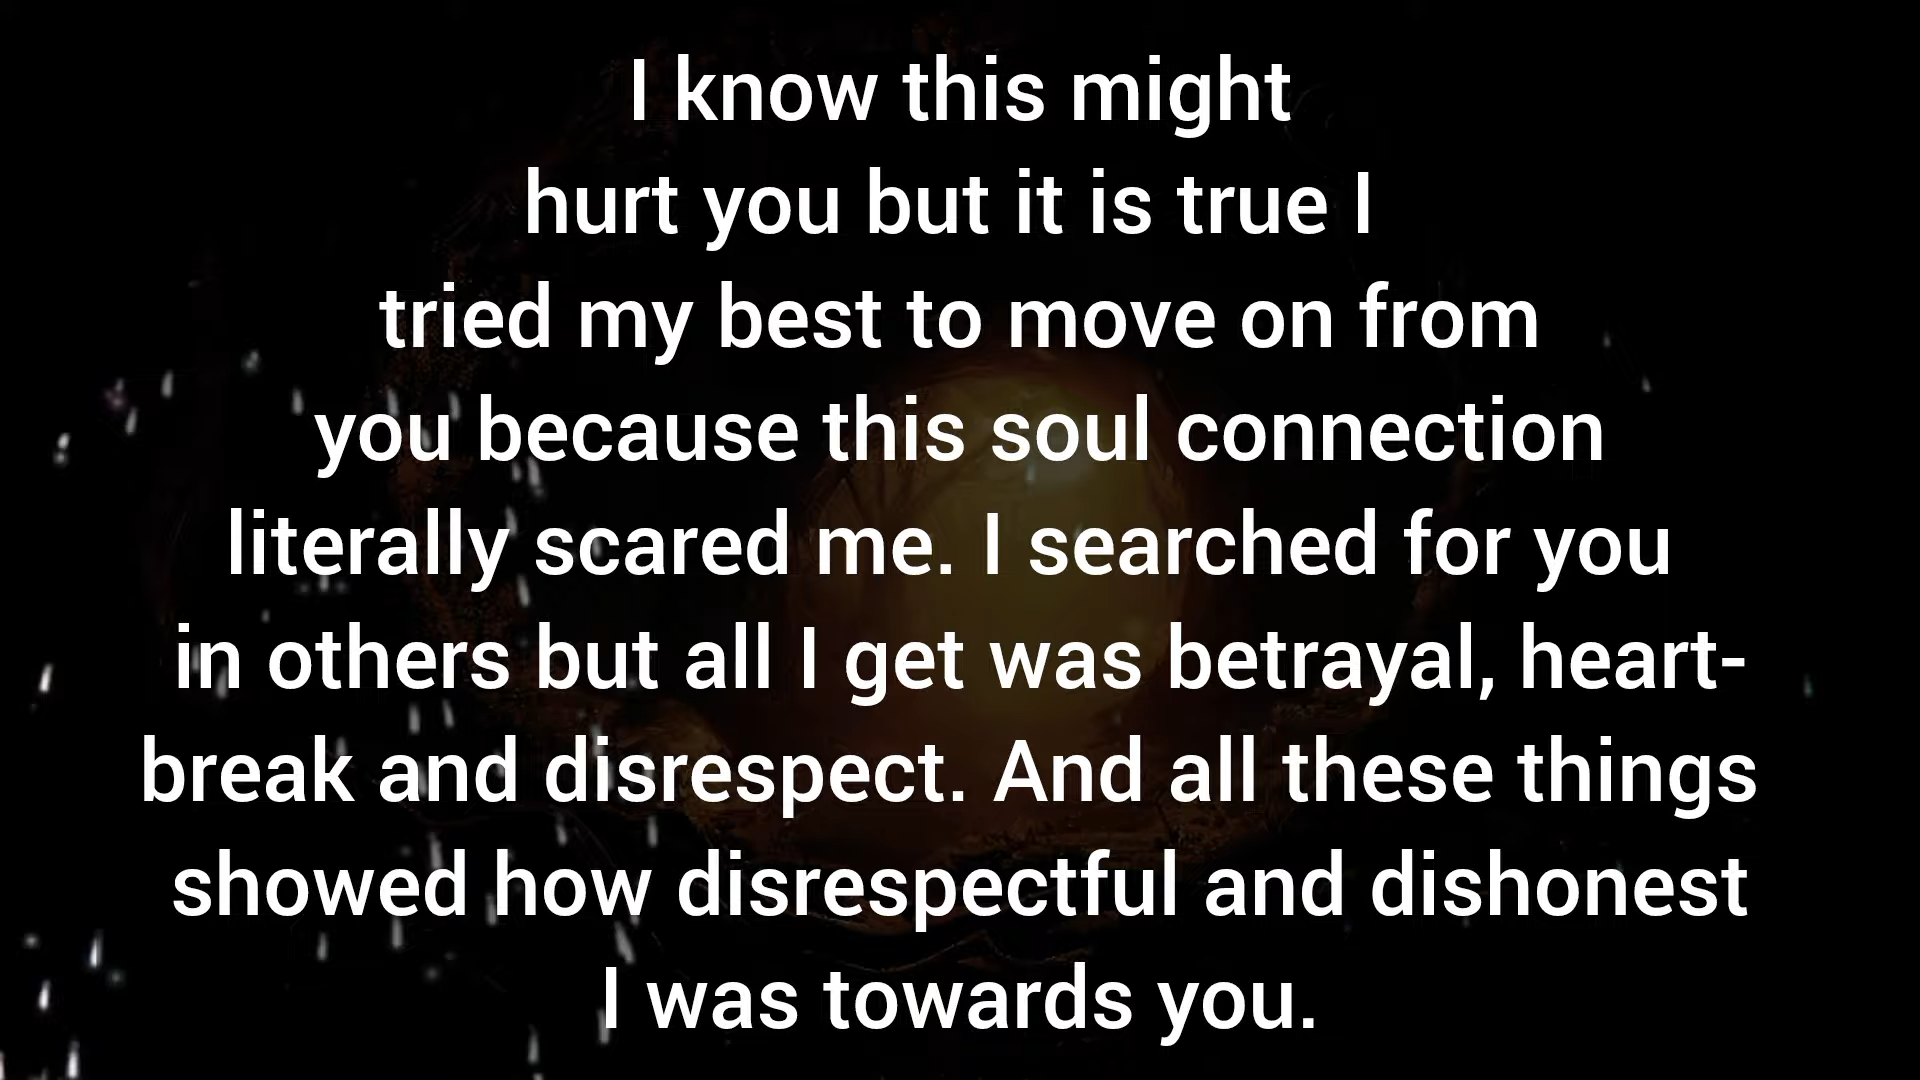 I know this might
hurt you but it is true I
tried my best to move on from
you because this soul connection
literally scared me. I searched for you
in others but all I get was betrayal, heart-
break and disrespect. And all these things
showed how disrespectful and dishonest
I was towards you.